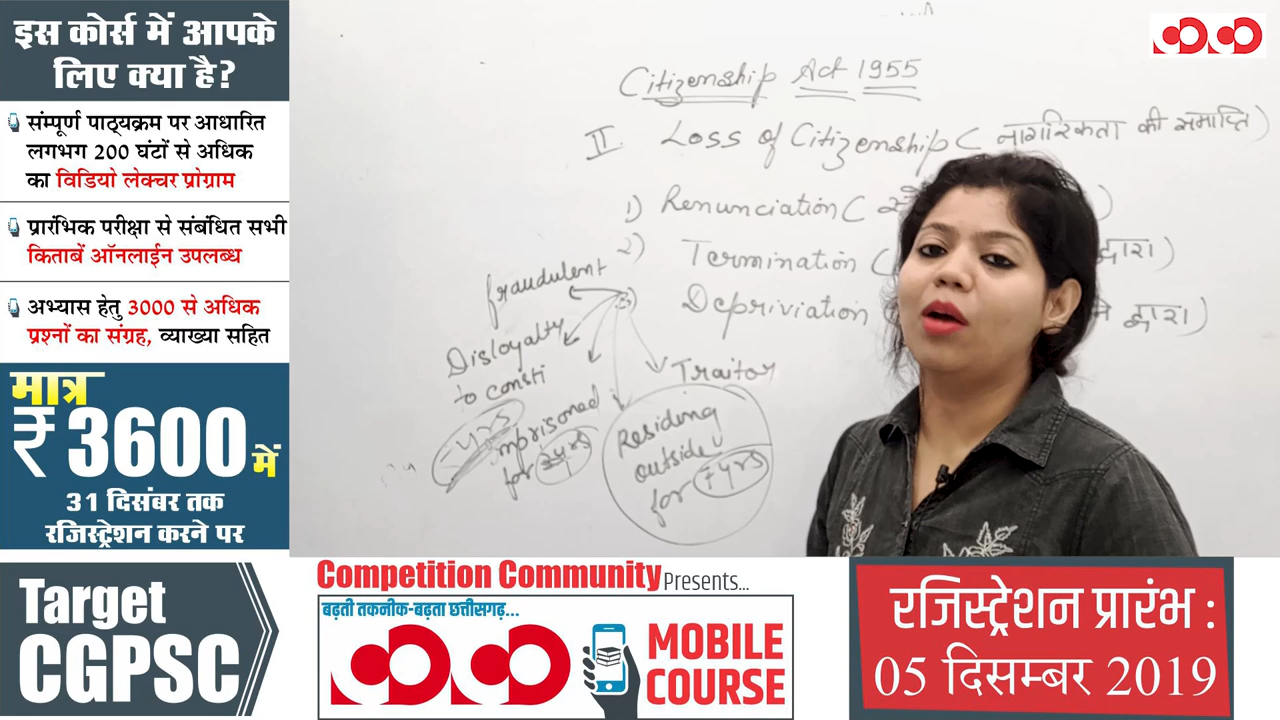 इस कोर्स में आपके
लिए क्या है?
संम्पूर्ण पाठ्यक्रम पर आधारित
लगभग 200 घंटों से अधिक
का विडियो लेक्चर प्रोग्राम
प्रारंभिक परीक्षा से संबंधित सभी
किताबें ऑनलाईन उपलब्ध
अभ्यास हेतु 3000 से अधिक
प्रश्नों का संग्रह, व्याख्या सहित
मात्र
₹ 3600 में
31 दिसंबर तक
रजिस्ट्रेशन करने पर
Target
CGPSC
Citizenship Act 1955
II. Loss of Citizenship ( नागरिकता की समाप्ति)
1) Renunciation ( )
2) Termination ( द्वारा)
Depriviation द्वारा)
fraudulent
Disloyalty
to consti
mprisoned
for yrs
Traitor
Residing
outside
for 7yrs
Competition Community Presents...
बढ़ती तकनीक-बढ़ता छत्तीसगढ़...
MOBILE
COURSE
रजिस्ट्रेशन प्रारंभ :
05 दिसम्बर 2019